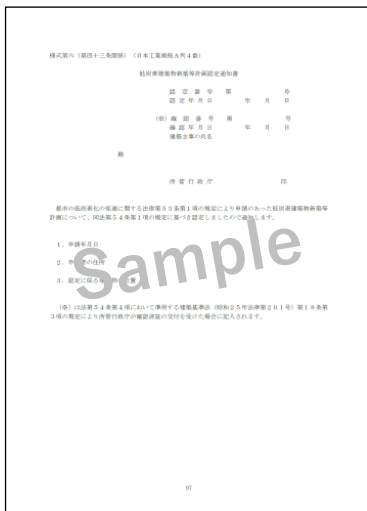 様式第六（第四十三条関係）（日本工業規格A列4番）
低炭素建築物新築等計画認定通知書
認 定 番 号　第　　　号
認 定 年 月 日　　年　月　日
（※）確 認 番 号　第　　　号
確 認 年 月 日　　年　月　日
建築主事の氏名
殿
所 管 行 政 庁　　　印
都市の低炭素化の促進に関する法律第53条第1項の規定により申請のあった低炭素建築物新築等
計画について、同法第54条第1項の規定に基づき認定しましたので通知します。
1．申請年月日
2．申請者の住所
3．認定に係る建築物の位置
Sample
（※）は法第54条第4項において準用する建築基準法（昭和25年法律第201号）第18条第
3項の規定により所管行政庁が確認済証の交付を受けた場合に記入されます。
97